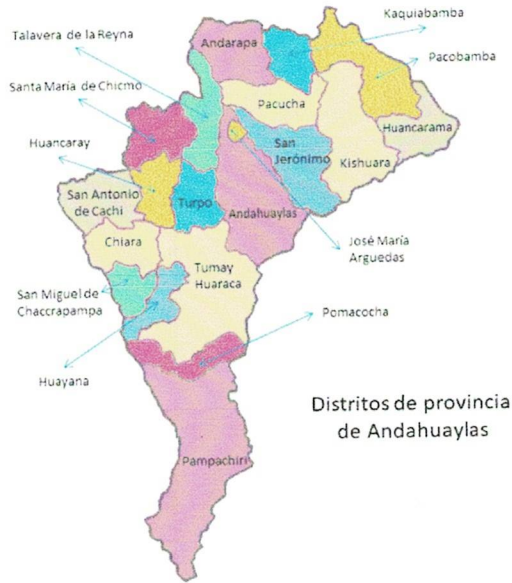 Kaquiabamba
Talavera de la Reyna
Andarapa
Pacobamba
Santa María de Chicmo
Pacucha
Huancarama
Huancaray
San
Jerónimo
Kishuara
San Antonio
de Cachi
Turpo
Andahuaylas
Chiara
José María
Arguedas
Tumay
Huaraca
San Miguel de
Chaccrapampa
Pomacocha
Huayana
Distritos de provincia
de Andahuaylas
Pampachiri